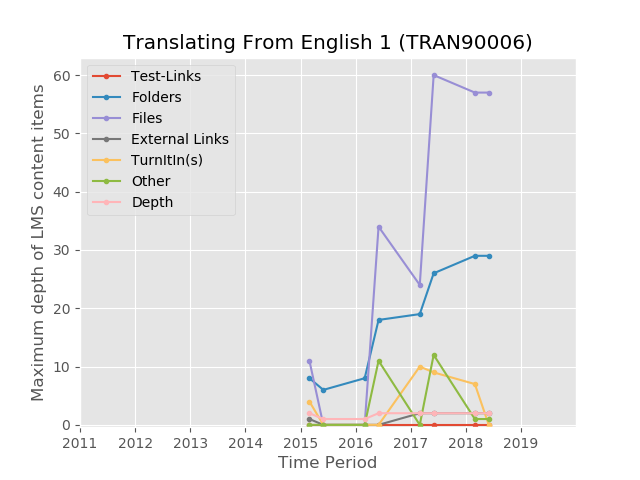 Translating From English 1 (TRAN90006)
Test-Links
Folders
Files
External Links
TurnItIn(s)
Other
Depth
Maximum depth of LMS content items
60
50
40
30
20
10
0
2011 2012 2013 2014 2015 2016 2017 2018 2019
Time Period